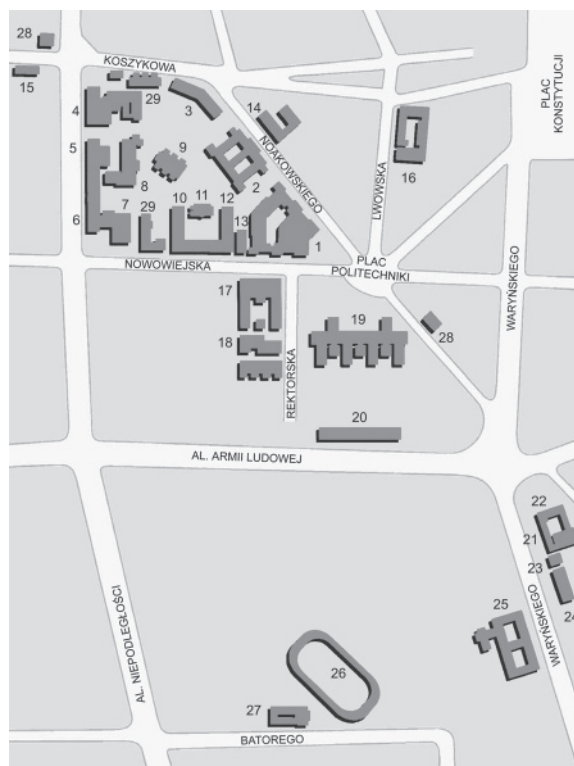 28
KOSZYKOWA
PLAC
KONSTYTUCJI
15
29
4
3
14
NOAKOWSKIEGO
16
5
9
8
2
LWOWSKA
7
29
10
11
12
13
6
1
NOWOWIEJSKA
PLAC
POLITECHNIKI
WARYŃSKIEGO
17
19
28
18
REKTORSKA
20
AL. ARMII LUDOWEJ
22
21
23
24
AL. NIEPODLEGŁOŚCI
WARYŃSKIEGO
25
26
27
BATOREGO